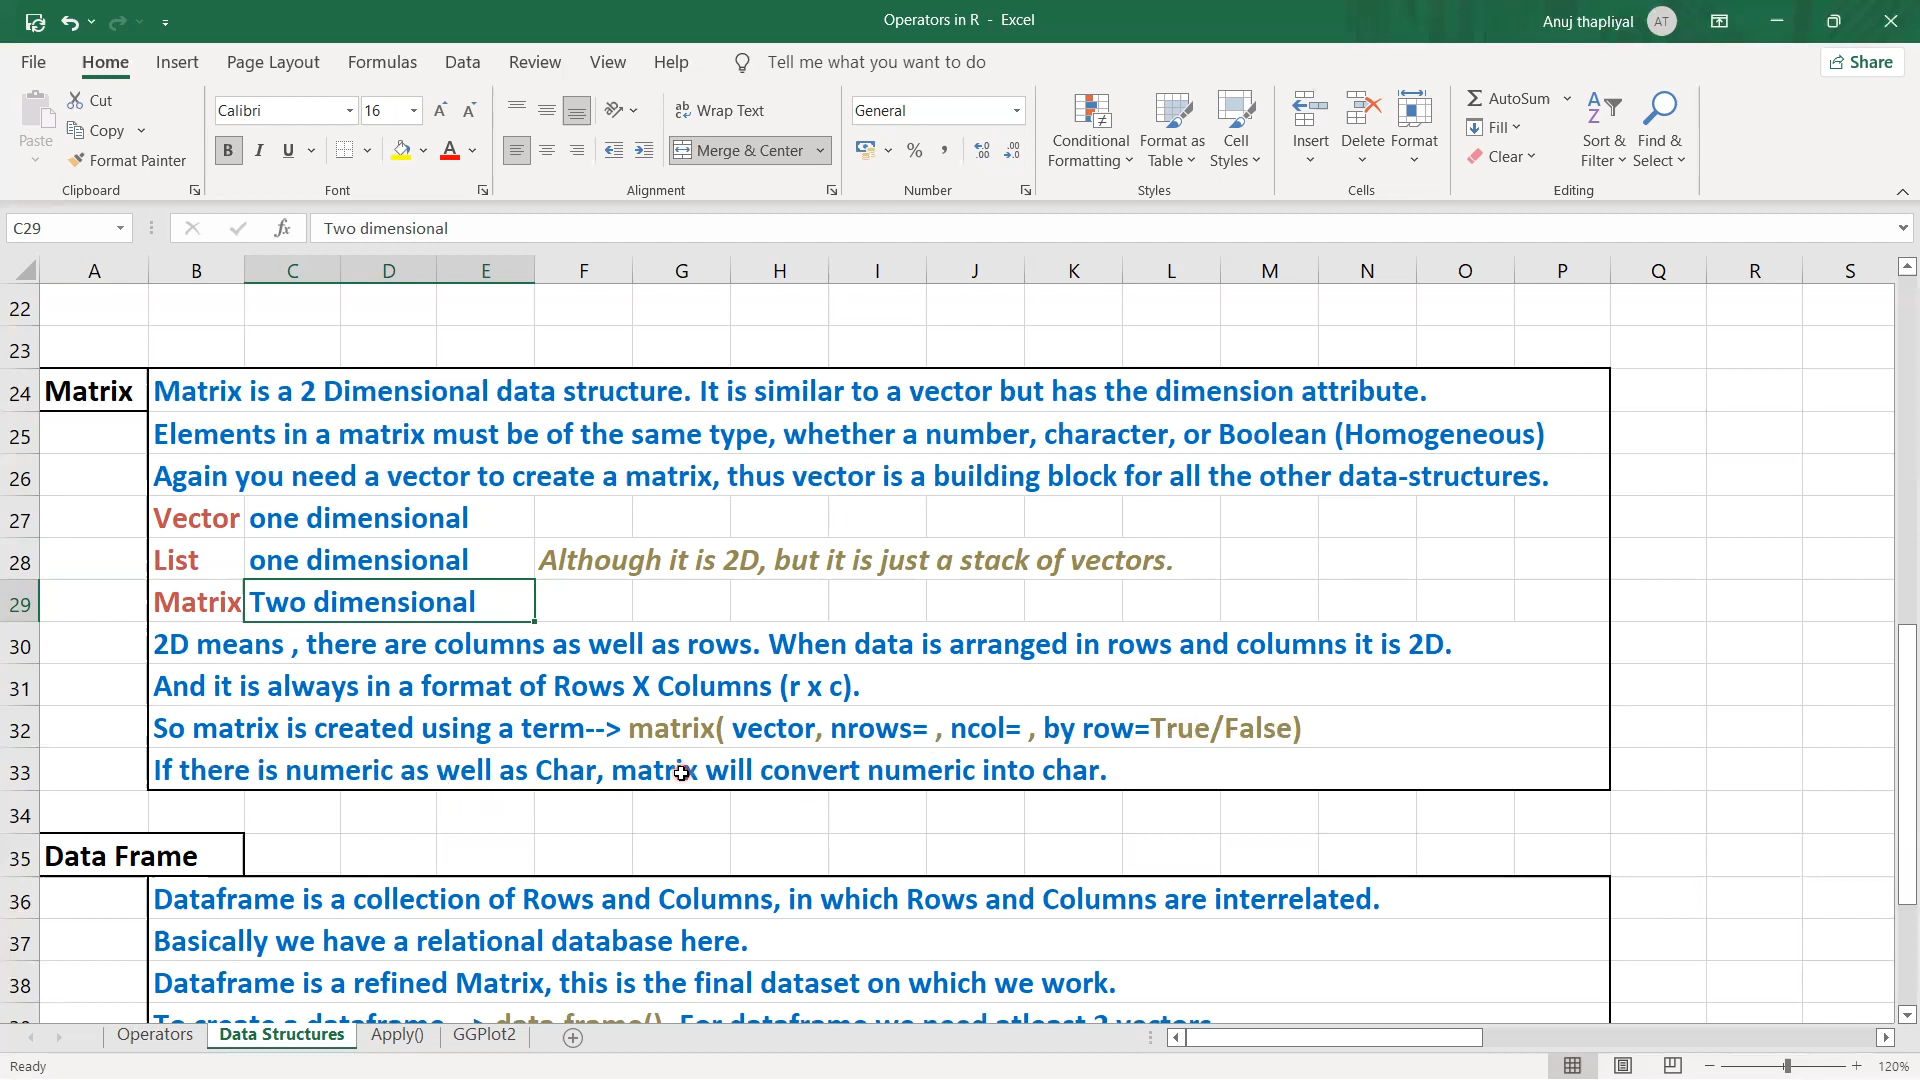 Operators in R - Excel
Anuj thapliyal
AT
File Home Insert Page Layout Formulas Data Review View Help Tell me what you want to do
Share
Paste
Cut
Copy
Format Painter
Clipboard
Calibri 16
B I U
Font
Wrap Text
Merge & Center
Alignment
General
Number
Conditional Formatting
Format as Table
Cell Styles
Styles
Insert Delete Format
Cells
AutoSum
Fill
Clear
Sort & Filter
Find & Select
Editing
C29
fx
Two dimensional
A B C D E F G H I J K L M N O P Q R S
22
23
24 Matrix Matrix is a 2 Dimensional data structure. It is similar to a vector but has the dimension attribute.
25 Elements in a matrix must be of the same type, whether a number, character, or Boolean (Homogeneous)
26 Again you need a vector to create a matrix, thus vector is a building block for all the other data-structures.
27 Vector one dimensional
28 List one dimensional Although it is 2D, but it is just a stack of vectors.
29 Matrix Two dimensional
30 2D means , there are columns as well as rows. When data is arranged in rows and columns it is 2D.
31 And it is always in a format of Rows X Columns (r x c).
32 So matrix is created using a term--> matrix( vector, nrows= , ncol= , by row=True/False)
33 If there is numeric as well as Char, matrix will convert numeric into char.
34
35 Data Frame
36 Dataframe is a collection of Rows and Columns, in which Rows and Columns are interrelated.
37 Basically we have a relational database here.
38 Dataframe is a refined Matrix, this is the final dataset on which we work.
To create a dataframe --> data.frame(). For dataframe we need atleast 2 vectors
Operators Data Structures Apply() GGPlot2
Ready
120%